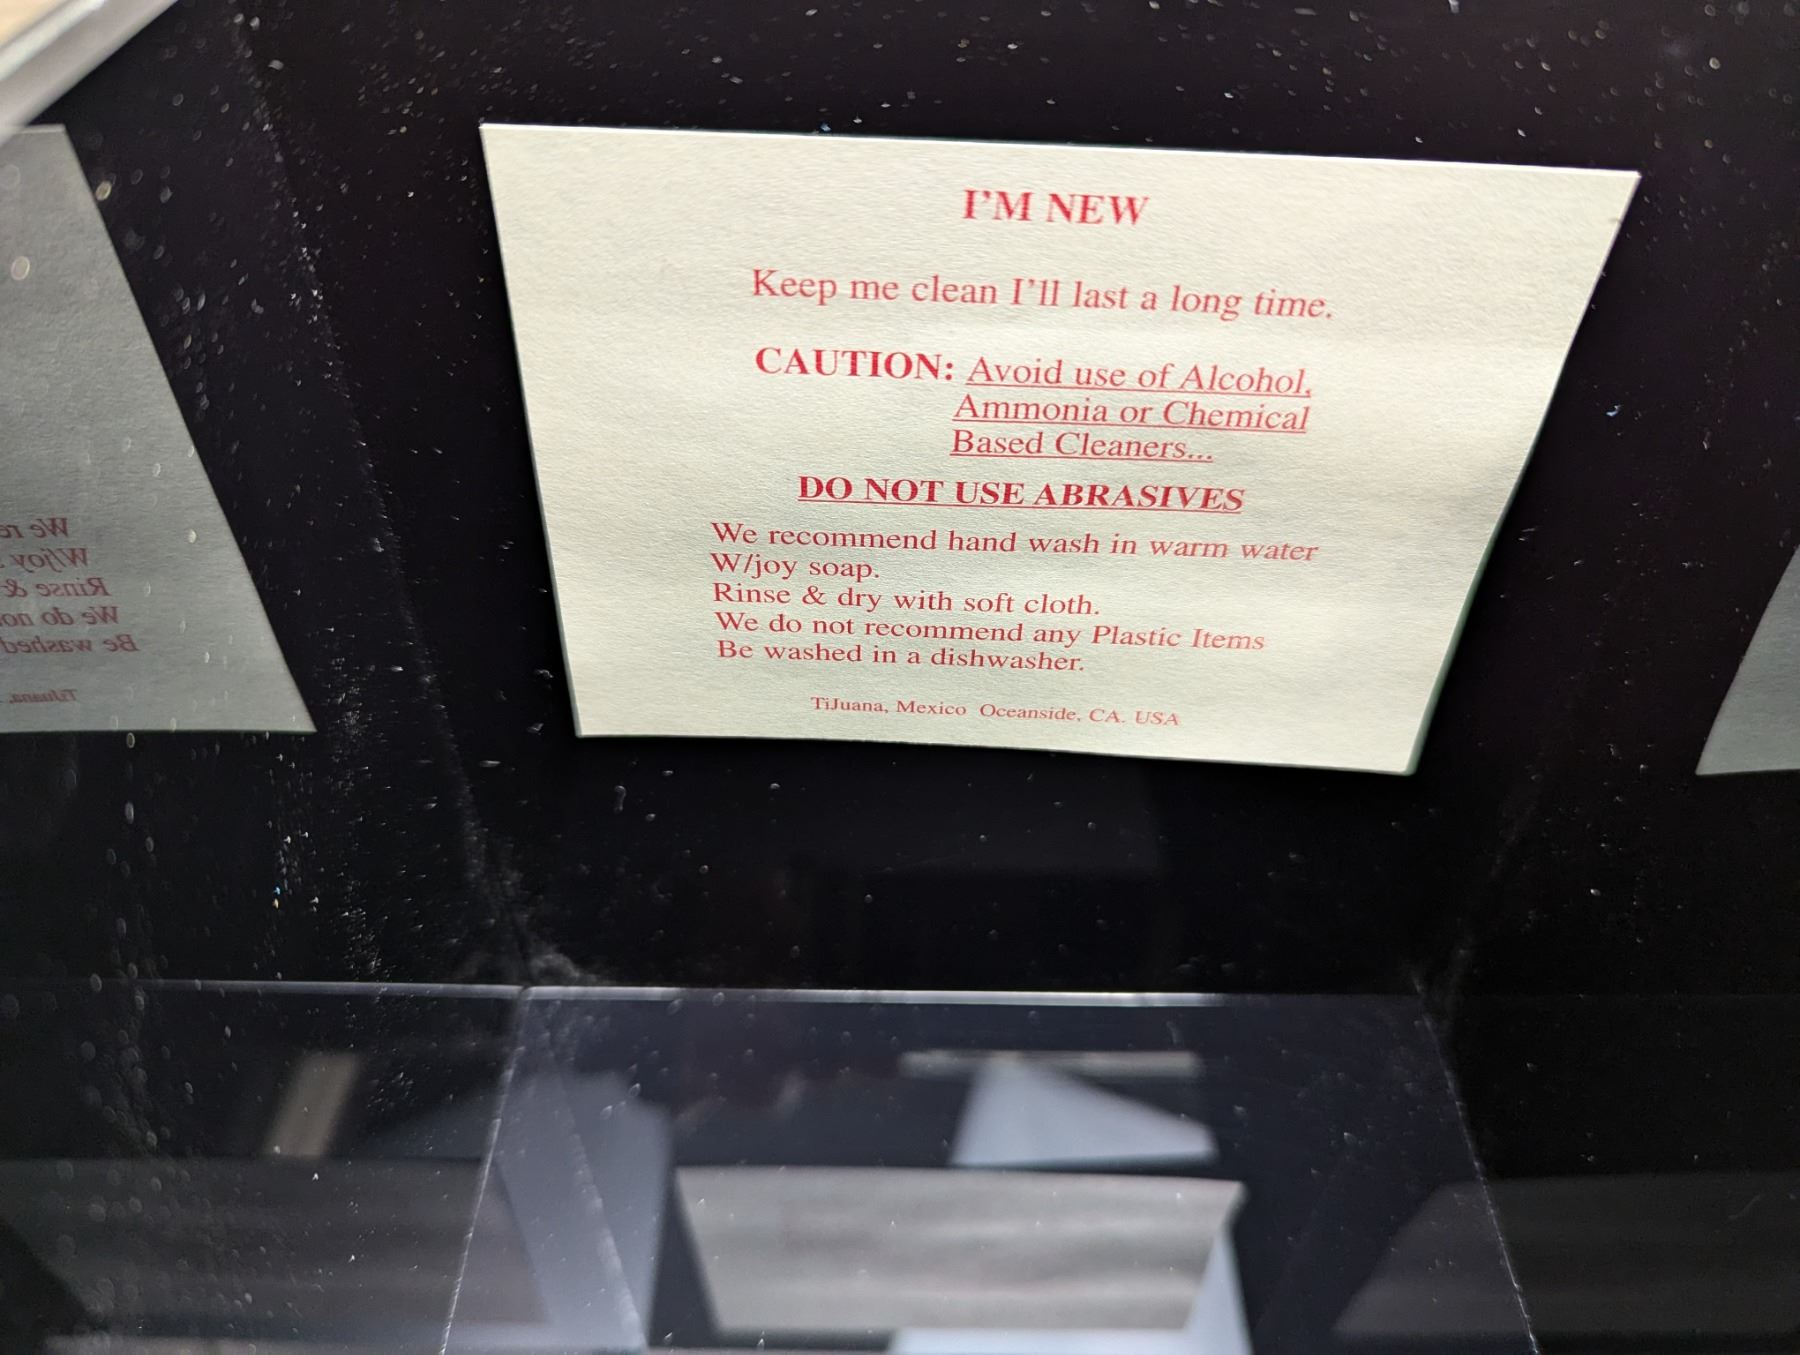 I'M NEW
Keep me clean I'll last a long time.
CAUTION: Avoid use of Alcohol,
Ammonia or Chemical
Based Cleaners...
DO NOT USE ABRASIVES
We recommend hand wash in warm water
W/joy soap.
Rinse & dry with soft cloth.
We do not recommend any Plastic Items
Be washed in a dishwasher.
TiJuana, Mexico Oceanside, CA. USA